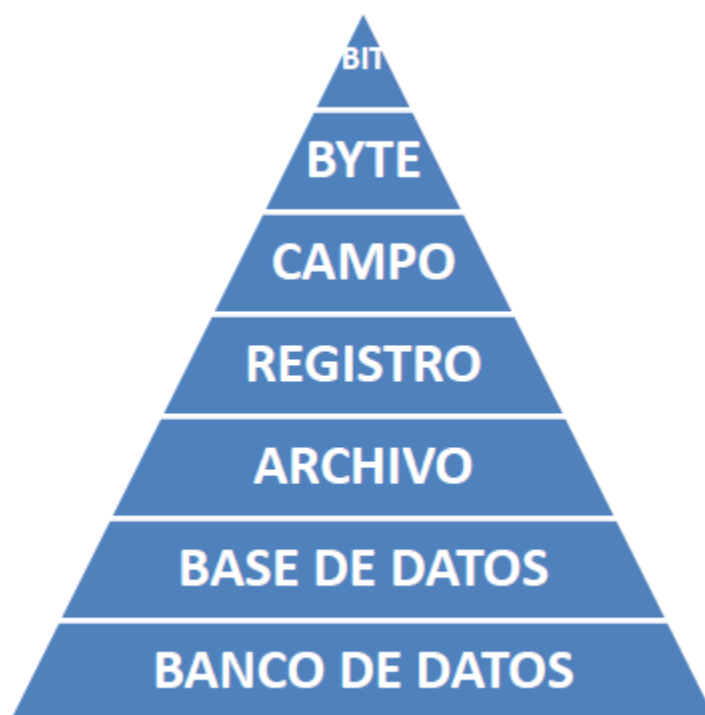 BIT
BYTE
CAMPO
REGISTRO
ARCHIVO
BASE DE DATOS
BANCO DE DATOS